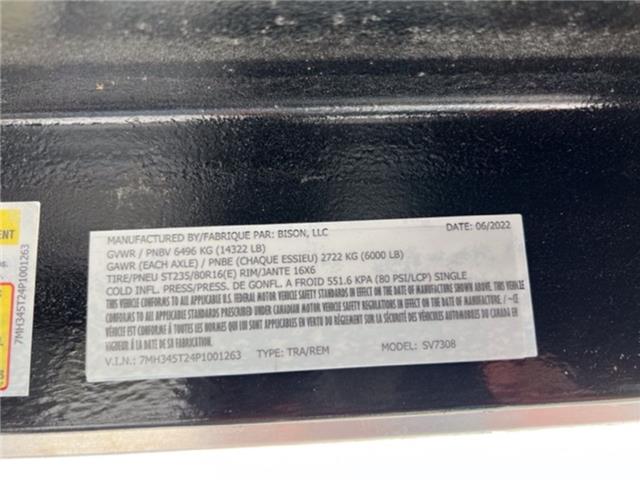 MANUFACTURED BY/FABRIQUE PAR: BISON, LLC DATE: 06/2022
GVWR / PNBV 6496 KG (14322 LB)
GAWR (EACH AXLE) / PNBE (CHAQUE ESSIEU) 2722 KG (6000 LB)
TIRE/PNEU ST235/80R16(E) RIM/JANTE 16X6
COLD INFL. PRESS./PRESS. DE GONFL. A FROID 551.6 KPA (80 PSI/LCP) SINGLE
THIS VEHICLE CONFORMS TO ALL APPLICABLE U.S. FEDERAL MOTOR VEHICLE SAFETY STANDARDS IN EFFECT
ON THE DATE OF MANUFACTURE SHOWN ABOVE. / THIS VEHICLE
CONFORMS TO ALL APPLICABLE STANDARDS PRESCRIBED UNDER CANADIAN MOTOR VEHICLE SAFETY REGULATIONS IN EFFECT ON THE DATE OF MANUFACTURE / ~CE
VÉHICULE EST CONFORME À TOUTES LES NORMES QUI LUI SONT APPLICABLES EN VERTU DU RÉGLEMENT SUR LA SÉCURITÉ DES VÉHICULES AUTOMOBILES DU CANADA EN
VIGUEUR À LA DATE DE SA FABRICATION
V.I.N.: 7MH345T24P1001263 TYPE: TRA/REM MODEL: SV7308
ENT
7MH345T24P1001263